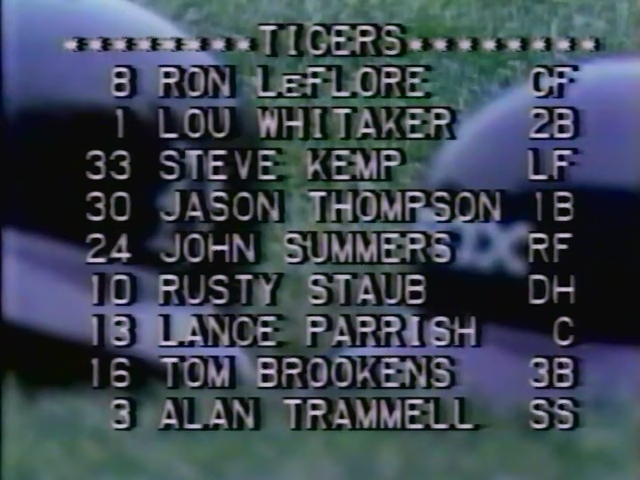 ********TIGERS********
8 RON LeFLORE CF
1 LOU WHITAKER 2B
33 STEVE KEMP LF
30 JASON THOMPSON 1B
24 JOHN SUMMERS RF
10 RUSTY STAUB DH
13 LANCE PARRISH C
16 TOM BROOKENS 3B
3 ALAN TRAMMELL SS